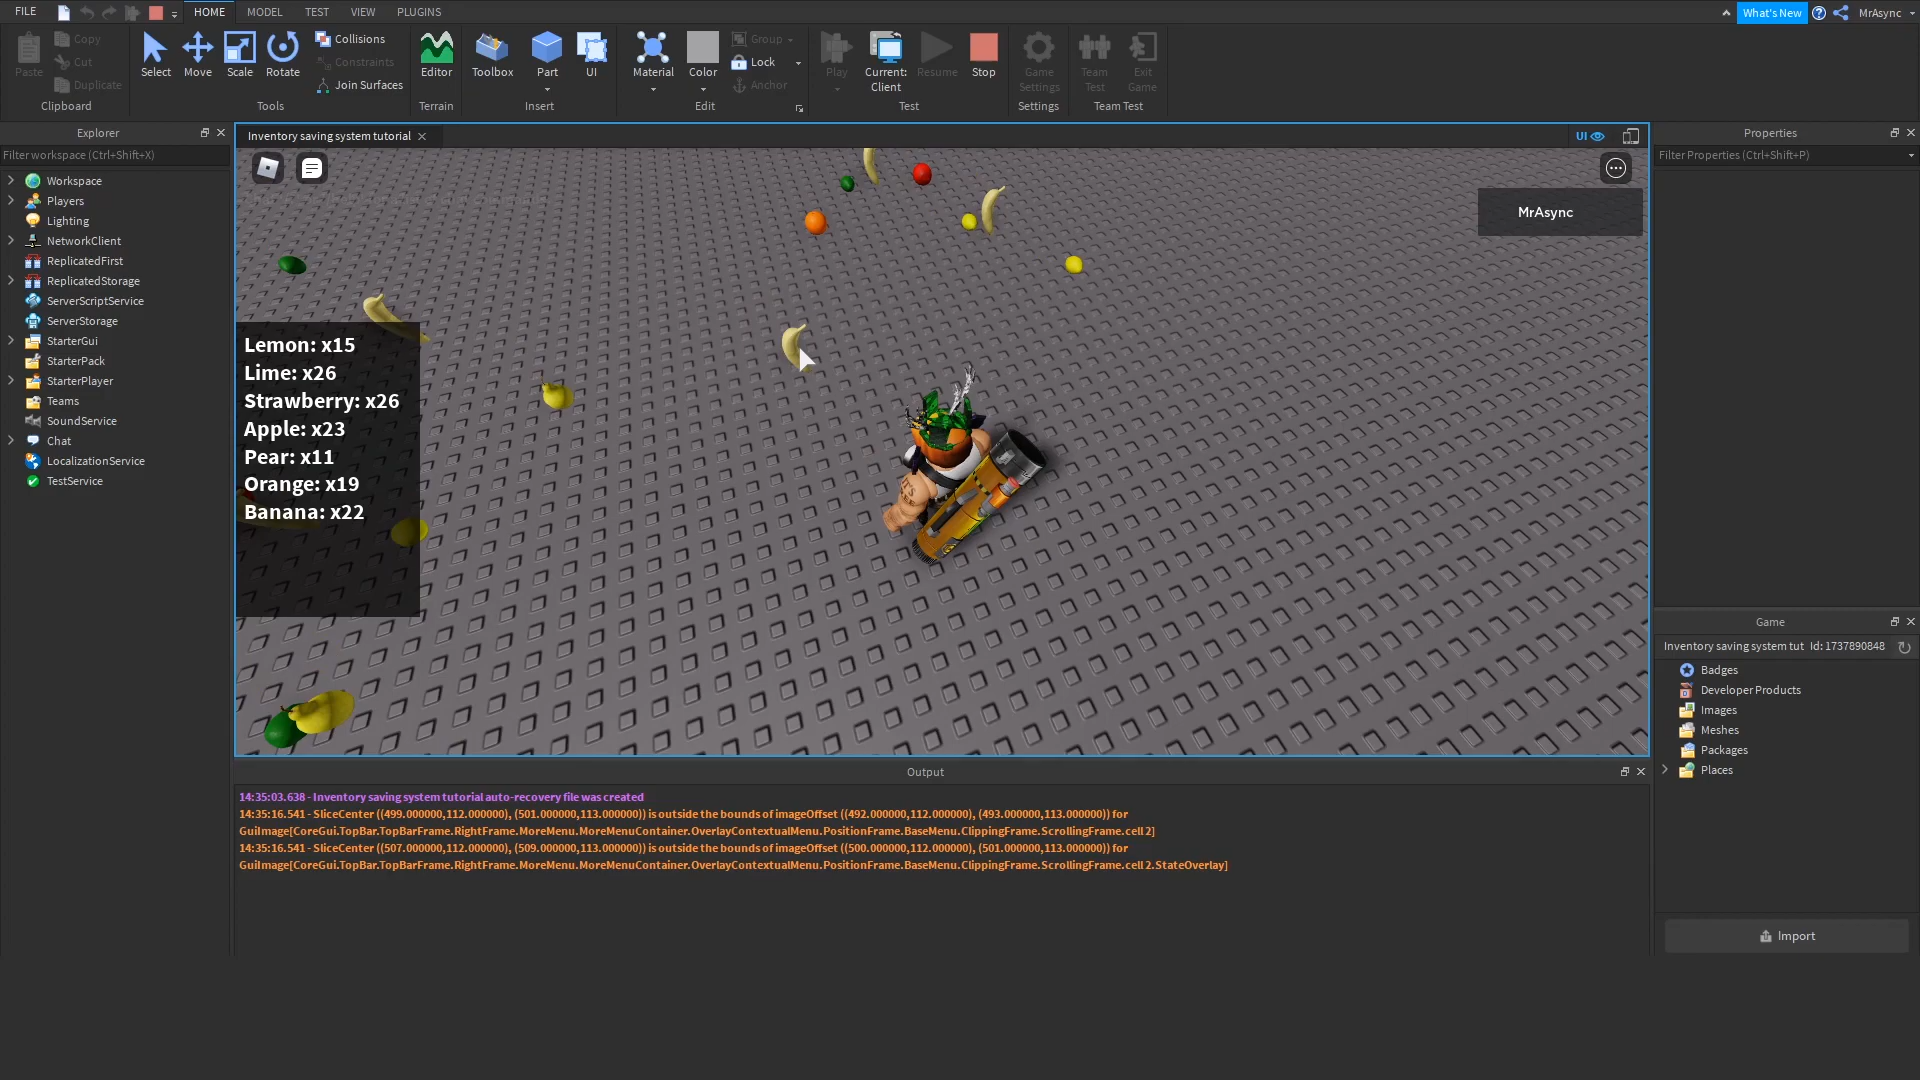 FILE HOME MODEL TEST VIEW PLUGINS What's New MrAsync
Paste Copy Cut Duplicate
Select Move Scale Rotate Collisions Constraints Join Surfaces
Editor Toolbox Part UI
Material Color Group Lock Anchor
Play Current: Client Resume Stop
Game Settings Team Test Exit Game
Clipboard Tools Terrain Insert Edit Test Settings Team Test
Explorer
Filter workspace (Ctrl+Shift+X)
Workspace
Players
Lighting
NetworkClient
ReplicatedFirst
ReplicatedStorage
ServerScriptService
ServerStorage
StarterGui
StarterPack
StarterPlayer
Teams
SoundService
Chat
LocalizationService
TestService
Inventory saving system tutorial
UI
MrAsync
Lemon: x15
Lime: x26
Strawberry: x26
Apple: x23
Pear: x11
Orange: x19
Banana: x22
Output
14:35:03.638 - Inventory saving system tutorial auto-recovery file was created
14:35:16.541 - SliceCenter ((499.000000,112.000000), (501.000000,113.000000)) is outside the bounds of imageOffset ((492.000000,112.000000), (493.000000,113.000000)) for
GuiImage[CoreGui.TopBar.TopBarFrame.RightFrame.MoreMenu.MoreMenuContainer.OverlayContextualMenu.PositionFrame.BaseMenu.ClippingFrame.ScrollingFrame.cell 2]
14:35:16.541 - SliceCenter ((507.000000,112.000000), (509.000000,113.000000)) is outside the bounds of imageOffset ((500.000000,112.000000), (501.000000,113.000000)) for
GuiImage[CoreGui.TopBar.TopBarFrame.RightFrame.MoreMenu.MoreMenuContainer.OverlayContextualMenu.PositionFrame.BaseMenu.ClippingFrame.ScrollingFrame.cell 2.StateOverlay]
Properties
Filter Properties (Ctrl+Shift+P)
Game
Inventory saving system tut Id: 1737890848
Badges
Developer Products
Images
Meshes
Packages
Places
Import